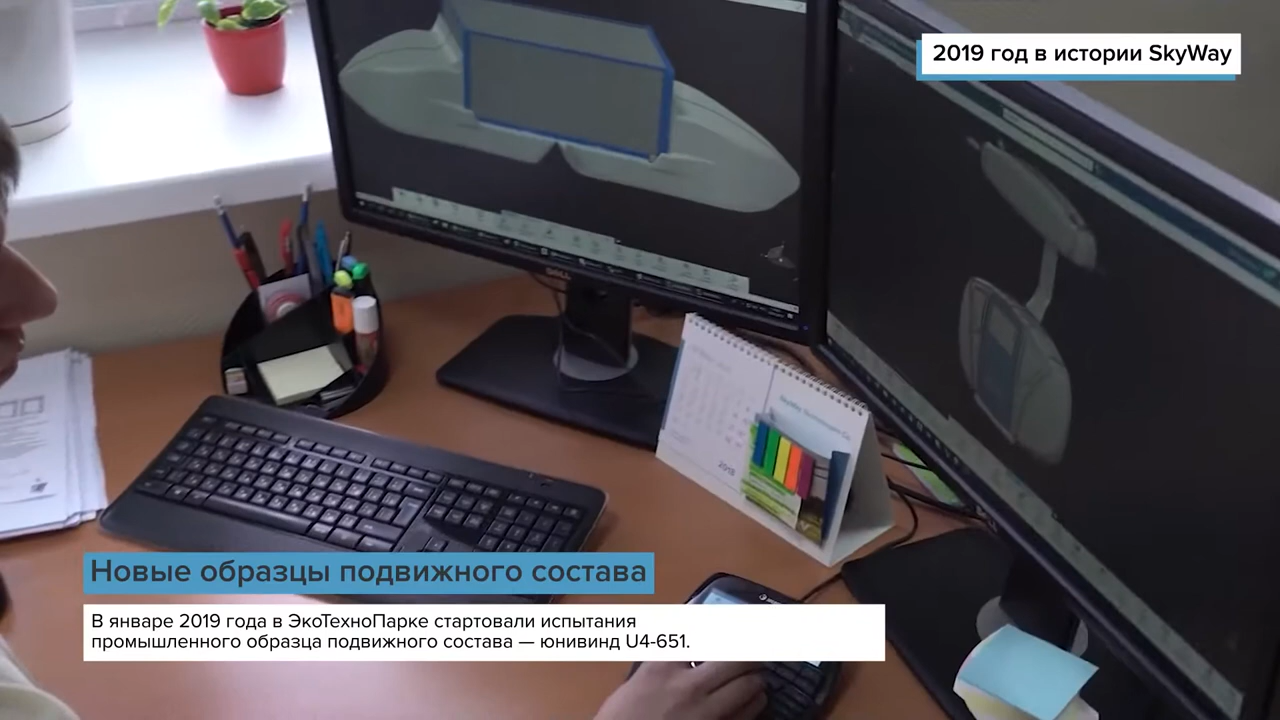 2019 год в истории SkyWay
DELL
2018
Новые образцы подвижного состава
В январе 2019 года в ЭкоТехноПарке стартовали испытания
промышленного образца подвижного состава — юнивинд U4-651.